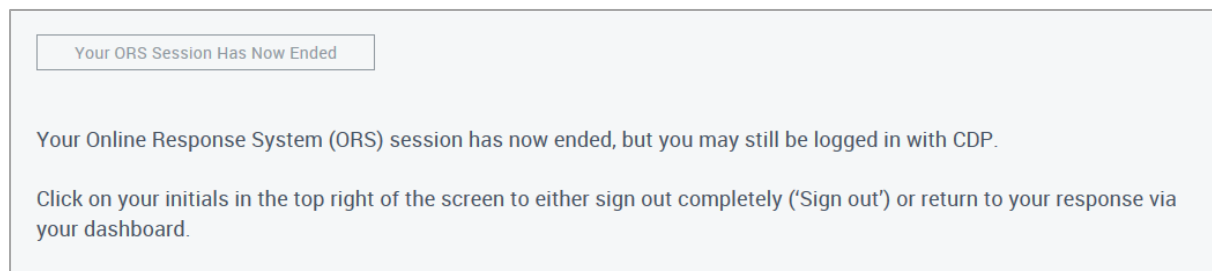 Your ORS Session Has Now Ended
Your Online Response System (ORS) session has now ended, but you may still be logged in with CDP.
Click on your initials in the top right of the screen to either sign out completely (‘Sign out’) or return to your response via
your dashboard.